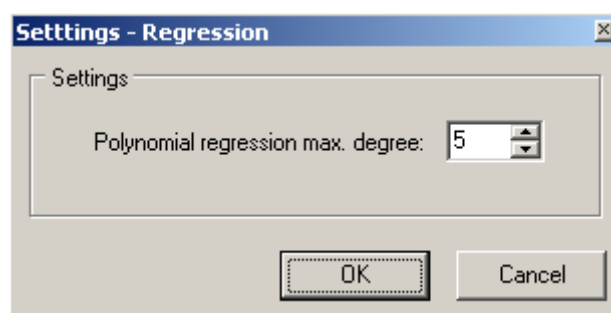 Setttings - Regression
Settings
Polynomial regression max. degree: 5
OK Cancel